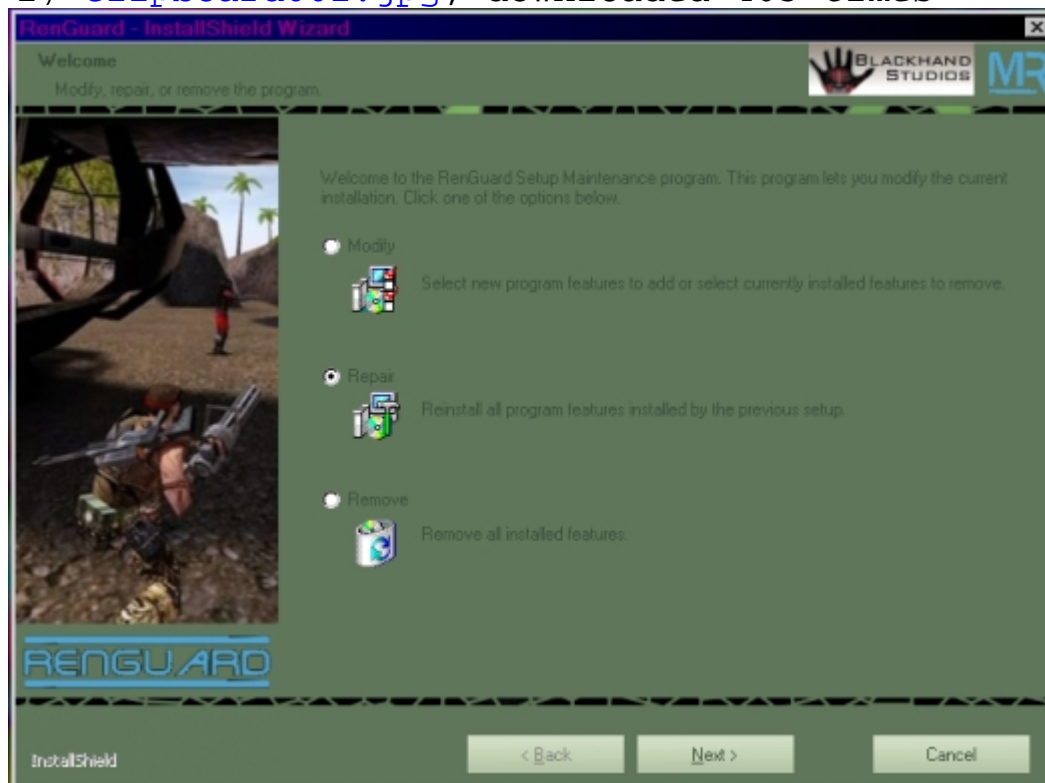 RenGuard - InstallShield Wizard
Welcome
Modify, repair, or remove the program.
BLACKHAND
STUDIOS
Welcome to the RenGuard Setup Maintenance program. This program lets you modify the current
installation. Click one of the options below.
Modify
Select new program features to add or select currently installed features to remove.
Repair
Reinstall all program features installed by the previous setup.
Remove
Remove all installed features.
RENGUARD
InstallShield
< Back
Next >
Cancel